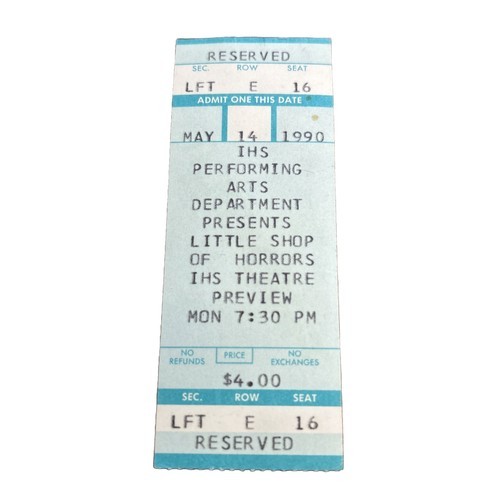 RESERVED
SEC. ROW SEAT
LFT E 16
ADMIT ONE THIS DATE
MAY 14 1990
IHS
PERFORMING
ARTS
DEPARTMENT
PRESENTS
LITTLE SHOP
OF HORRORS
IHS THEATRE
PREVIEW
MON 7:30 PM
NO REFUNDS PRICE NO EXCHANGES
$4.00
SEC. ROW SEAT
LFT E 16
RESERVED